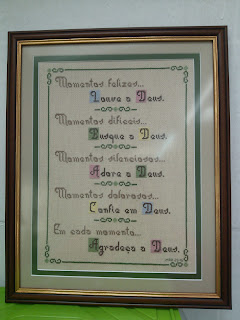 Momentos felizes...
Louve a Deus.
Momentos difíceis...
Busque a Deus.
Momentos silenciosos...
Adore a Deus.
Momentos dolorosos...
Confie em Deus.
Em cada momento...
Agradeça a Deus.